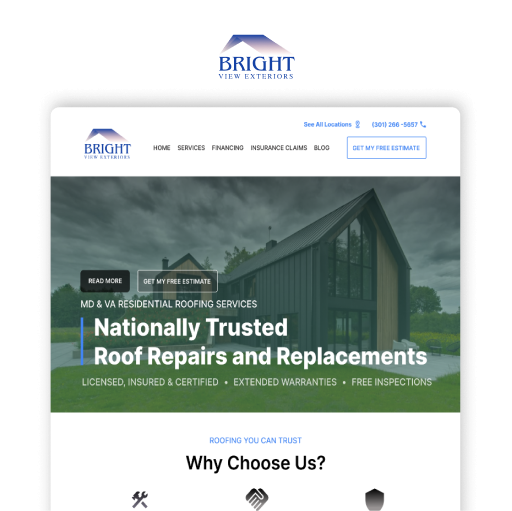 BRIGHT
VIEW EXTERIORS
See All Locations
(301) 266 -5657
BRIGHT
VIEW EXTERIORS
HOME SERVICES FINANCING INSURANCE CLAIMS BLOG
GET MY FREE ESTIMATE
READ MORE
GET MY FREE ESTIMATE
MD & VA RESIDENTIAL ROOFING SERVICES
Nationally Trusted
Roof Repairs and Replacements
LICENSED, INSURED & CERTIFIED • EXTENDED WARRANTIES • FREE INSPECTIONS
ROOFING YOU CAN TRUST
Why Choose Us?